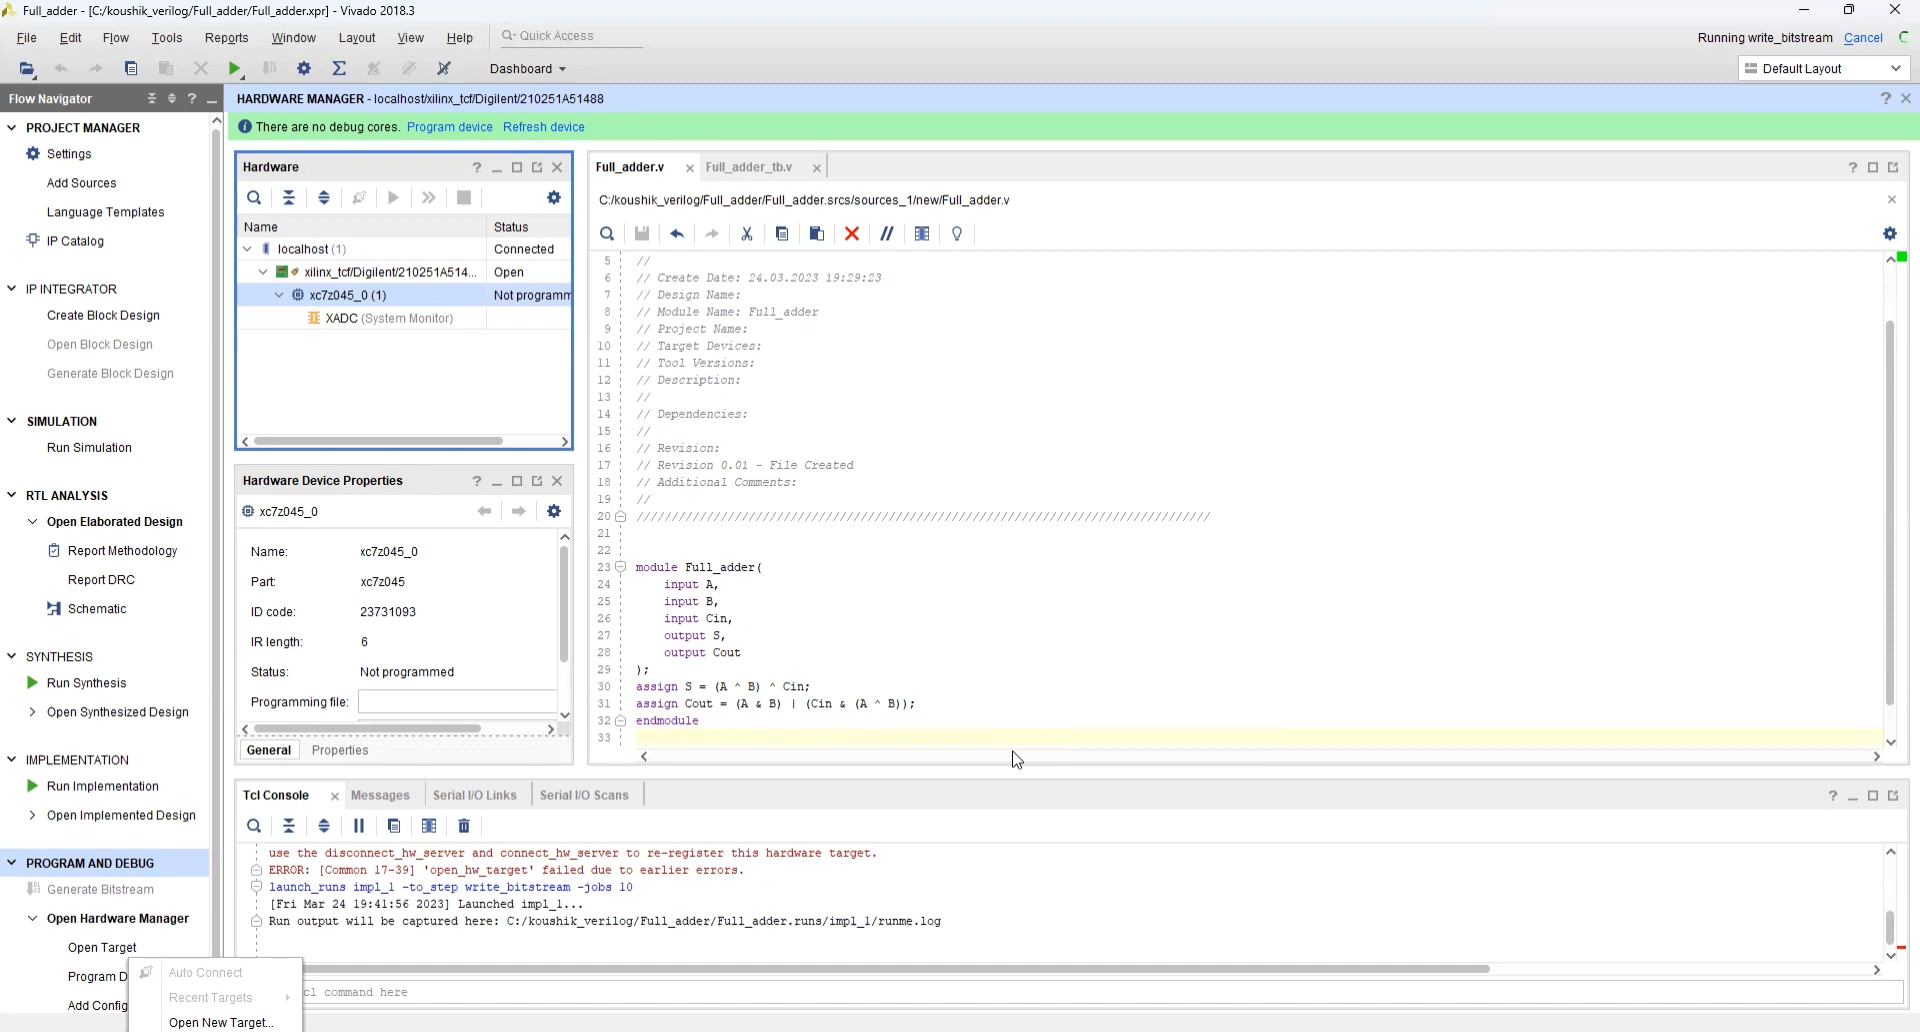 Full_adder - [C:/koushik_verilog/Full_adder/Full_adder.xpr] - Vivado 2018.3
File Edit Flow Tools Reports Window Layout View Help Quick Access
Running write_bitstream Cancel
Dashboard
Default Layout
Flow Navigator
HARDWARE MANAGER - localhost/xilinx_tcf/Digilent/210251A51488
There are no debug cores. Program device Refresh device
PROJECT MANAGER
Settings
Add Sources
Language Templates
IP Catalog
IP INTEGRATOR
Create Block Design
Open Block Design
Generate Block Design
SIMULATION
Run Simulation
RTL ANALYSIS
Open Elaborated Design
Report Methodology
Report DRC
Schematic
SYNTHESIS
Run Synthesis
Open Synthesized Design
IMPLEMENTATION
Run Implementation
Open Implemented Design
PROGRAM AND DEBUG
Generate Bitstream
Open Hardware Manager
Open Target
Program D
Add Config
Auto Connect
Recent Targets
Open New Target...
Hardware
Name Status
localhost (1) Connected
xilinx_tcf/Digilent/210251A514... Open
xc7z045_0 (1) Not programm
XADC (System Monitor)
Hardware Device Properties
xc7z045_0
Name: xc7z045_0
Part: xc7z045
ID code: 23731093
IR length: 6
Status: Not programmed
Programming file:
General Properties
Full_adder.v Full_adder_tb.v
C:/koushik_verilog/Full_adder/Full_adder.srcs/sources_1/new/Full_adder.v
5 //
6 // Create Date: 24.03.2023 19:29:23
7 // Design Name:
8 // Module Name: Full_adder
9 // Project Name:
10 // Target Devices:
11 // Tool Versions:
12 // Description:
13 //
14 // Dependencies:
15 //
16 // Revision:
17 // Revision 0.01 - File Created
18 // Additional Comments:
19 //
20 //////////////////////////////////////////////////////////////////////////////////
21
22
23 module Full_adder(
24 input A,
25 input B,
26 input Cin,
27 output S,
28 output Cout
29 );
30 assign S = (A ^ B) ^ Cin;
31 assign Cout = (A & B) | (Cin & (A ^ B));
32 endmodule
33
Tcl Console Messages Serial I/O Links Serial I/O Scans
use the disconnect_hw_server and connect_hw_server to re-register this hardware target.
ERROR: [Common 17-39] 'open_hw_target' failed due to earlier errors.
launch_runs impl_1 -to_step write_bitstream -jobs 10
[Fri Mar 24 19:41:56 2023] Launched impl_1...
Run output will be captured here: C:/koushik_verilog/Full_adder/Full_adder.runs/impl_1/runme.log
cl command here